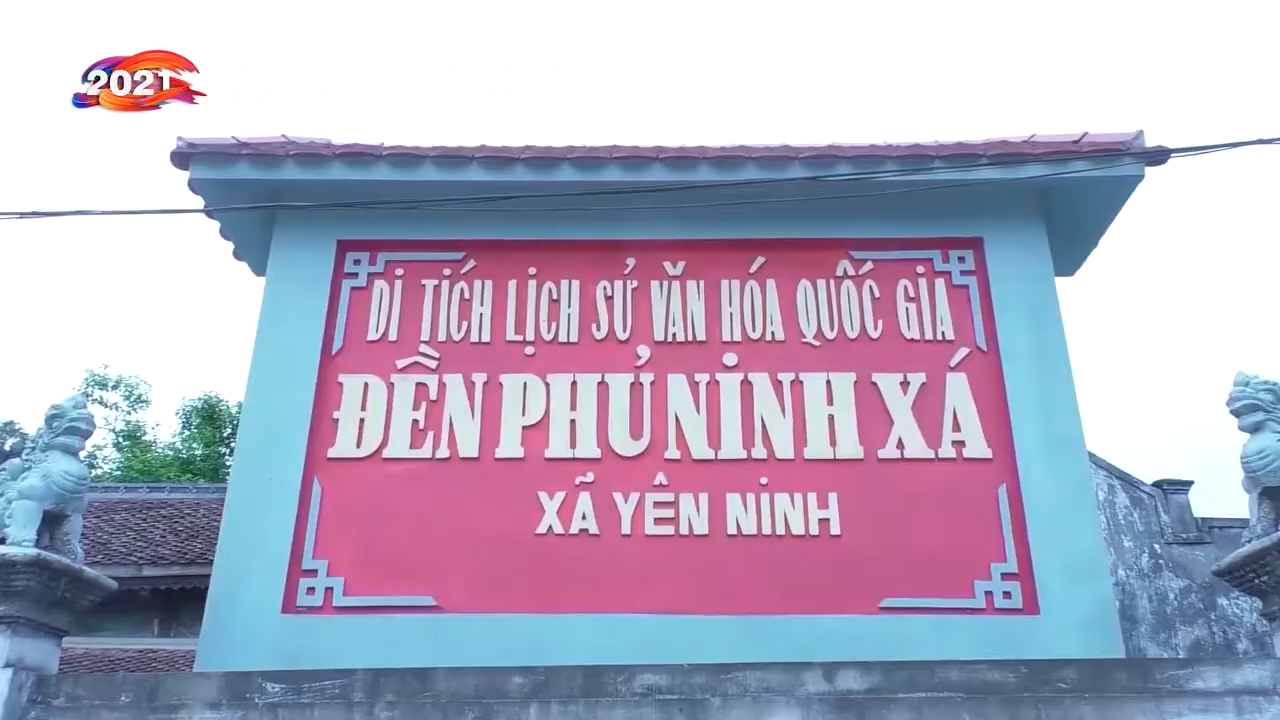 2021
Di TÍCH LỊCH SỬ VĂN HÓA QUỐC GiA
ĐỀN PHỦ NiNH XÁ
XÃ YÊN NiNH